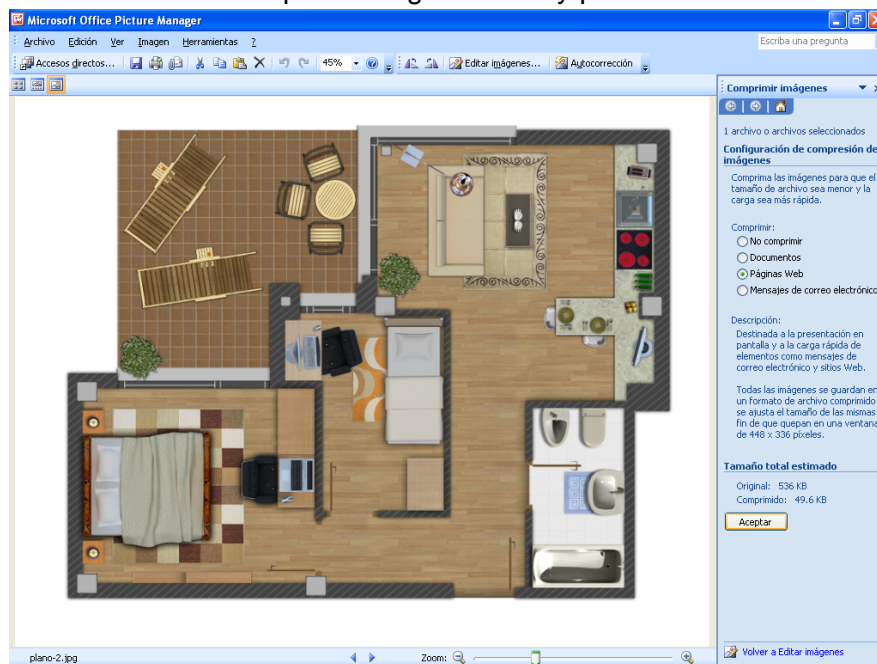 Microsoft Office Picture Manager
Archivo Edición Ver Imagen Herramientas ?
Escriba una pregunta
Accesos directos... 45% Editar imágenes... Autocorrección
Comprimir imágenes
1 archivo o archivos seleccionados
Configuración de compresión de
imágenes
Comprima las imágenes para que el
tamaño de archivo sea menor y la
carga sea más rápida.
Comprimir:
No comprimir
Documentos
Páginas Web
Mensajes de correo electrónico
Descripción:
Destinada a la presentación en
pantalla y a la carga rápida de
elementos como mensajes de
correo electrónico y sitios Web.
Todas las imágenes se guardan en
un formato de archivo comprimido
se ajusta el tamaño de las mismas
fin de que quepan en una ventana
de 448 x 336 píxeles.
Tamaño total estimado
Original: 536 KB
Comprimido: 49.6 KB
Aceptar
Volver a Editar imágenes
plano-2.jpg
Zoom: